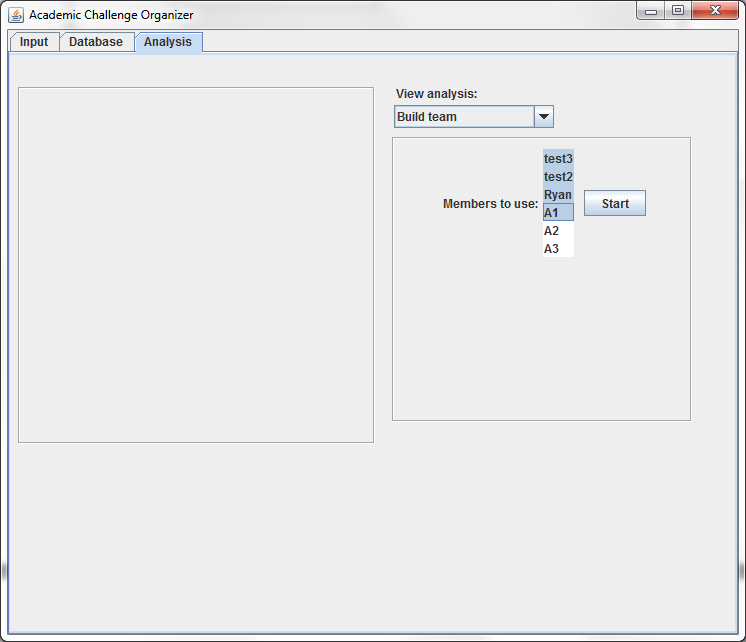 Academic Challenge Organizer
Input Database Analysis
View analysis:
Build team
test3
test2
Members to use: Ryan Start
A1
A2
A3